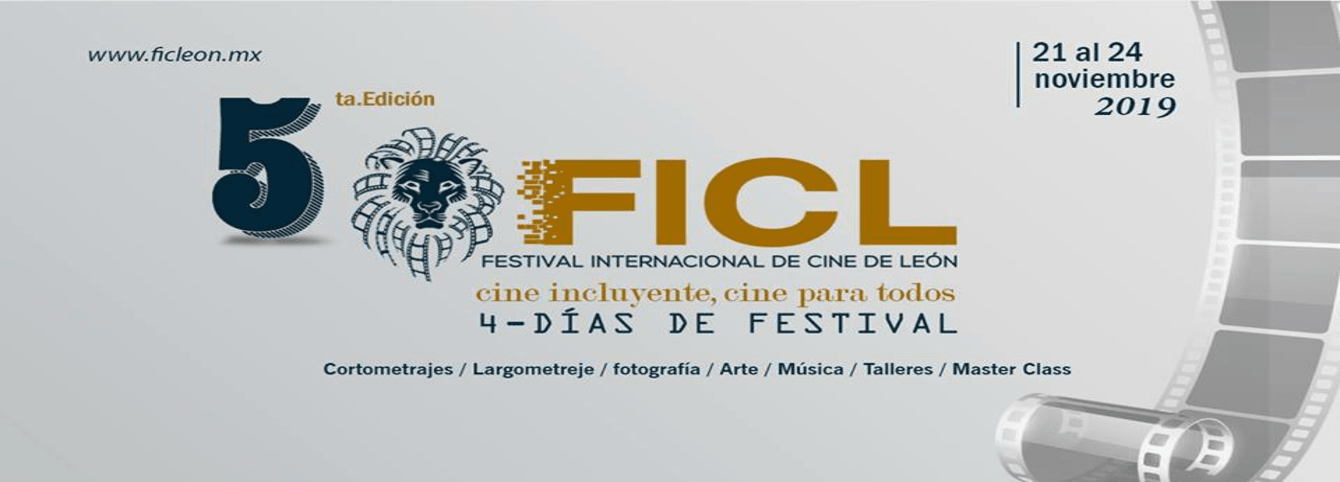 www.ficleon.mx
21 al 24
noviembre
2019
5 ta.Edición
FICL
FESTIVAL INTERNACIONAL DE CINE DE LEÓN
cine incluyente, cine para todos
4-DÍAS DE FESTIVAL
Cortometrajes / Largometreje / fotografía / Arte / Música / Talleres / Master Class